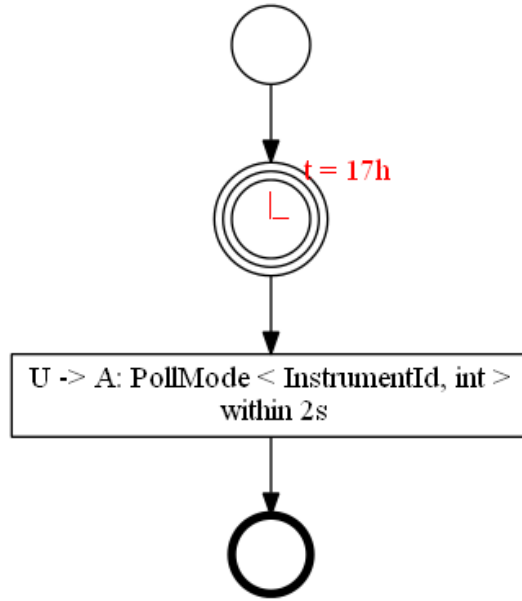 t = 17h
U -> A: PollMode < InstrumentId, int >
within 2s